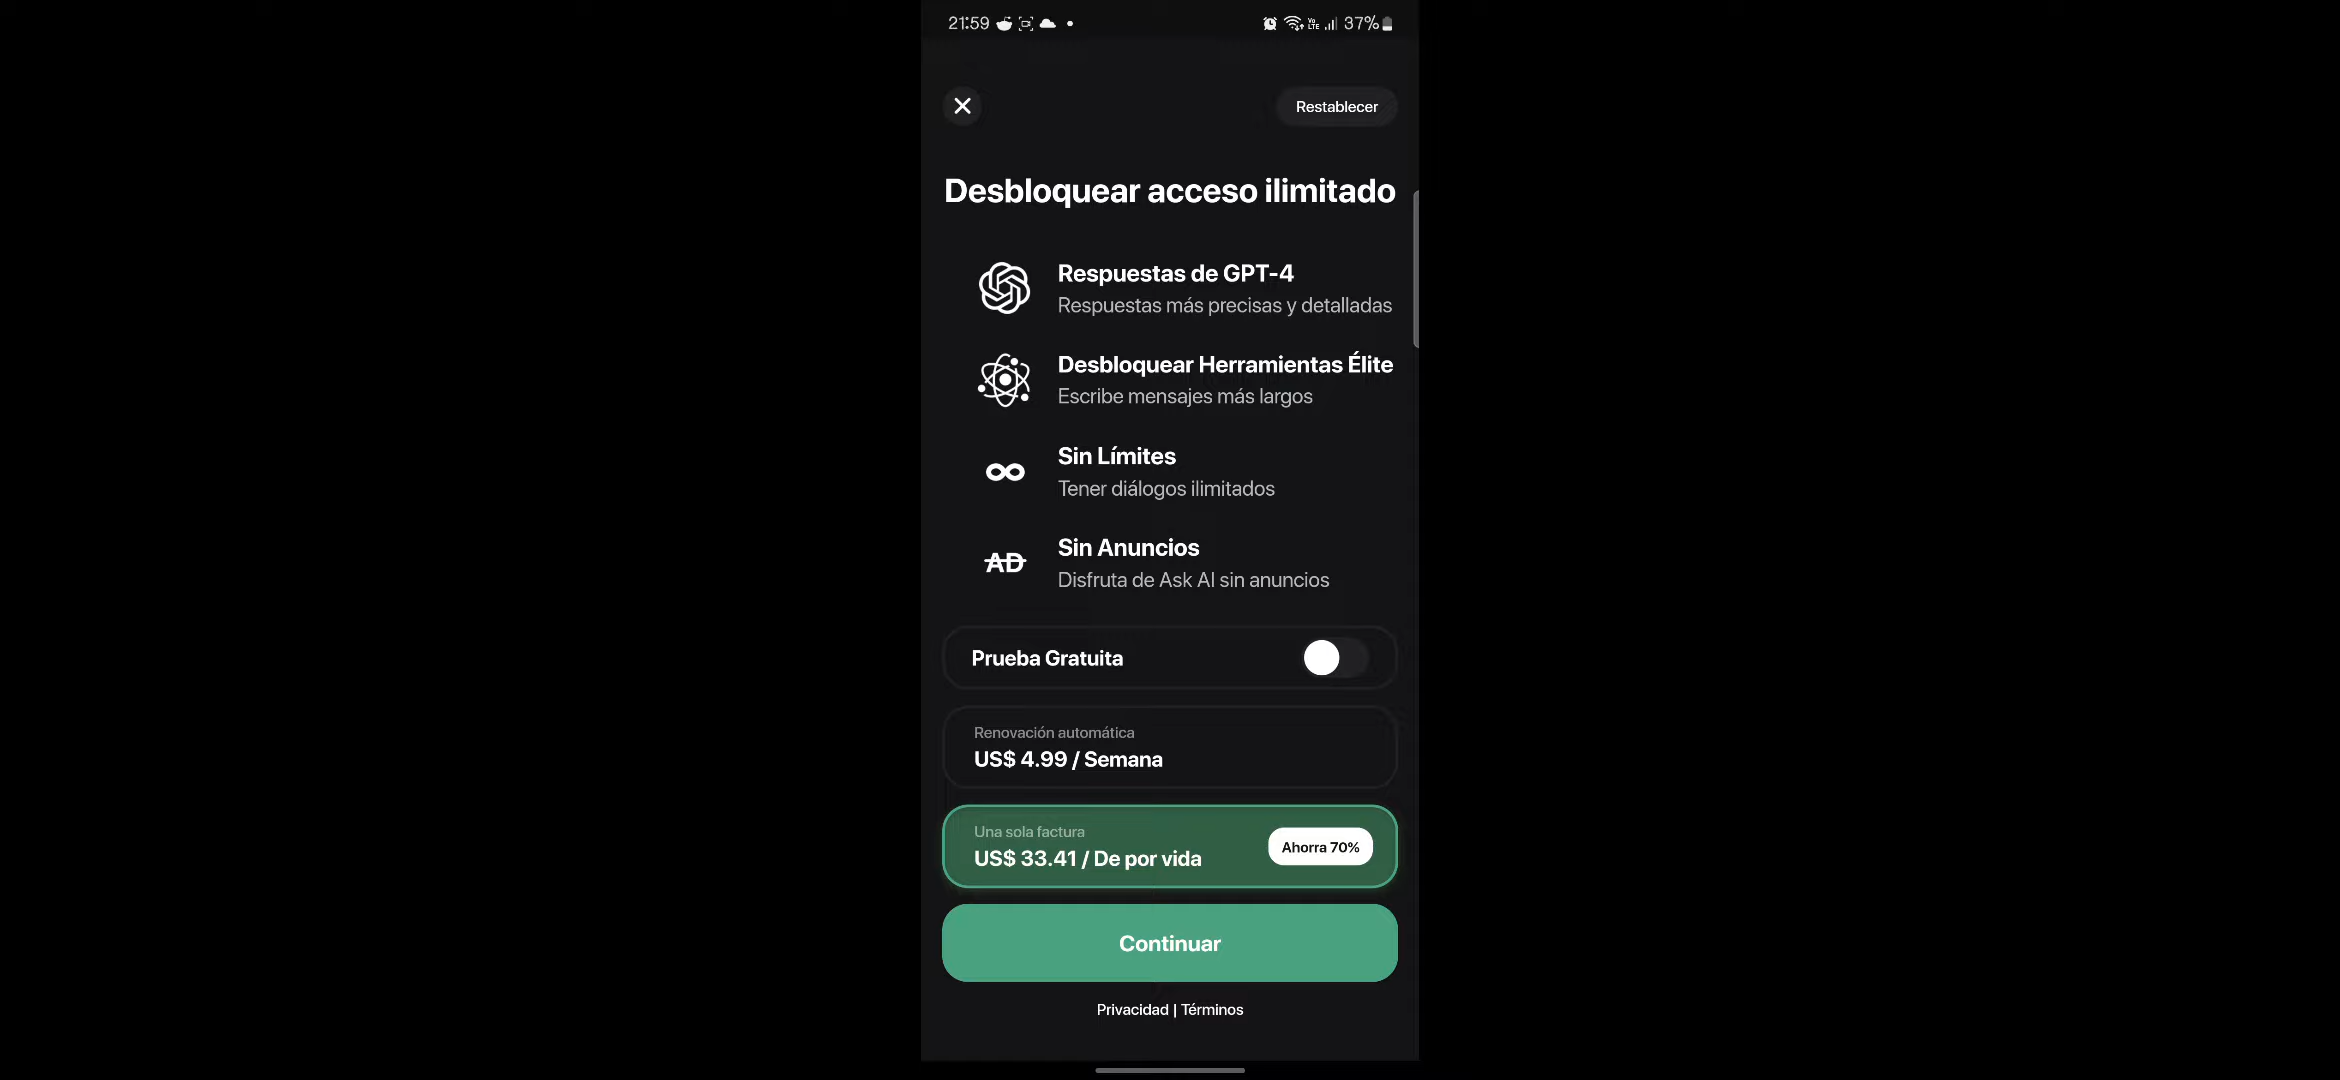 21:59
Vo
LTE
37%
Restablecer
Desbloquear acceso ilimitado
Respuestas de GPT-4
Respuestas más precisas y detalladas
Desbloquear Herramientas Élite
Escribe mensajes más largos
Sin Límites
Tener diálogos ilimitados
AD
Sin Anuncios
Disfruta de Ask AI sin anuncios
Prueba Gratuita
Renovación automática
US$ 4.99 / Semana
Una sola factura
US$ 33.41 / De por vida
Ahorra 70%
Continuar
Privacidad | Términos